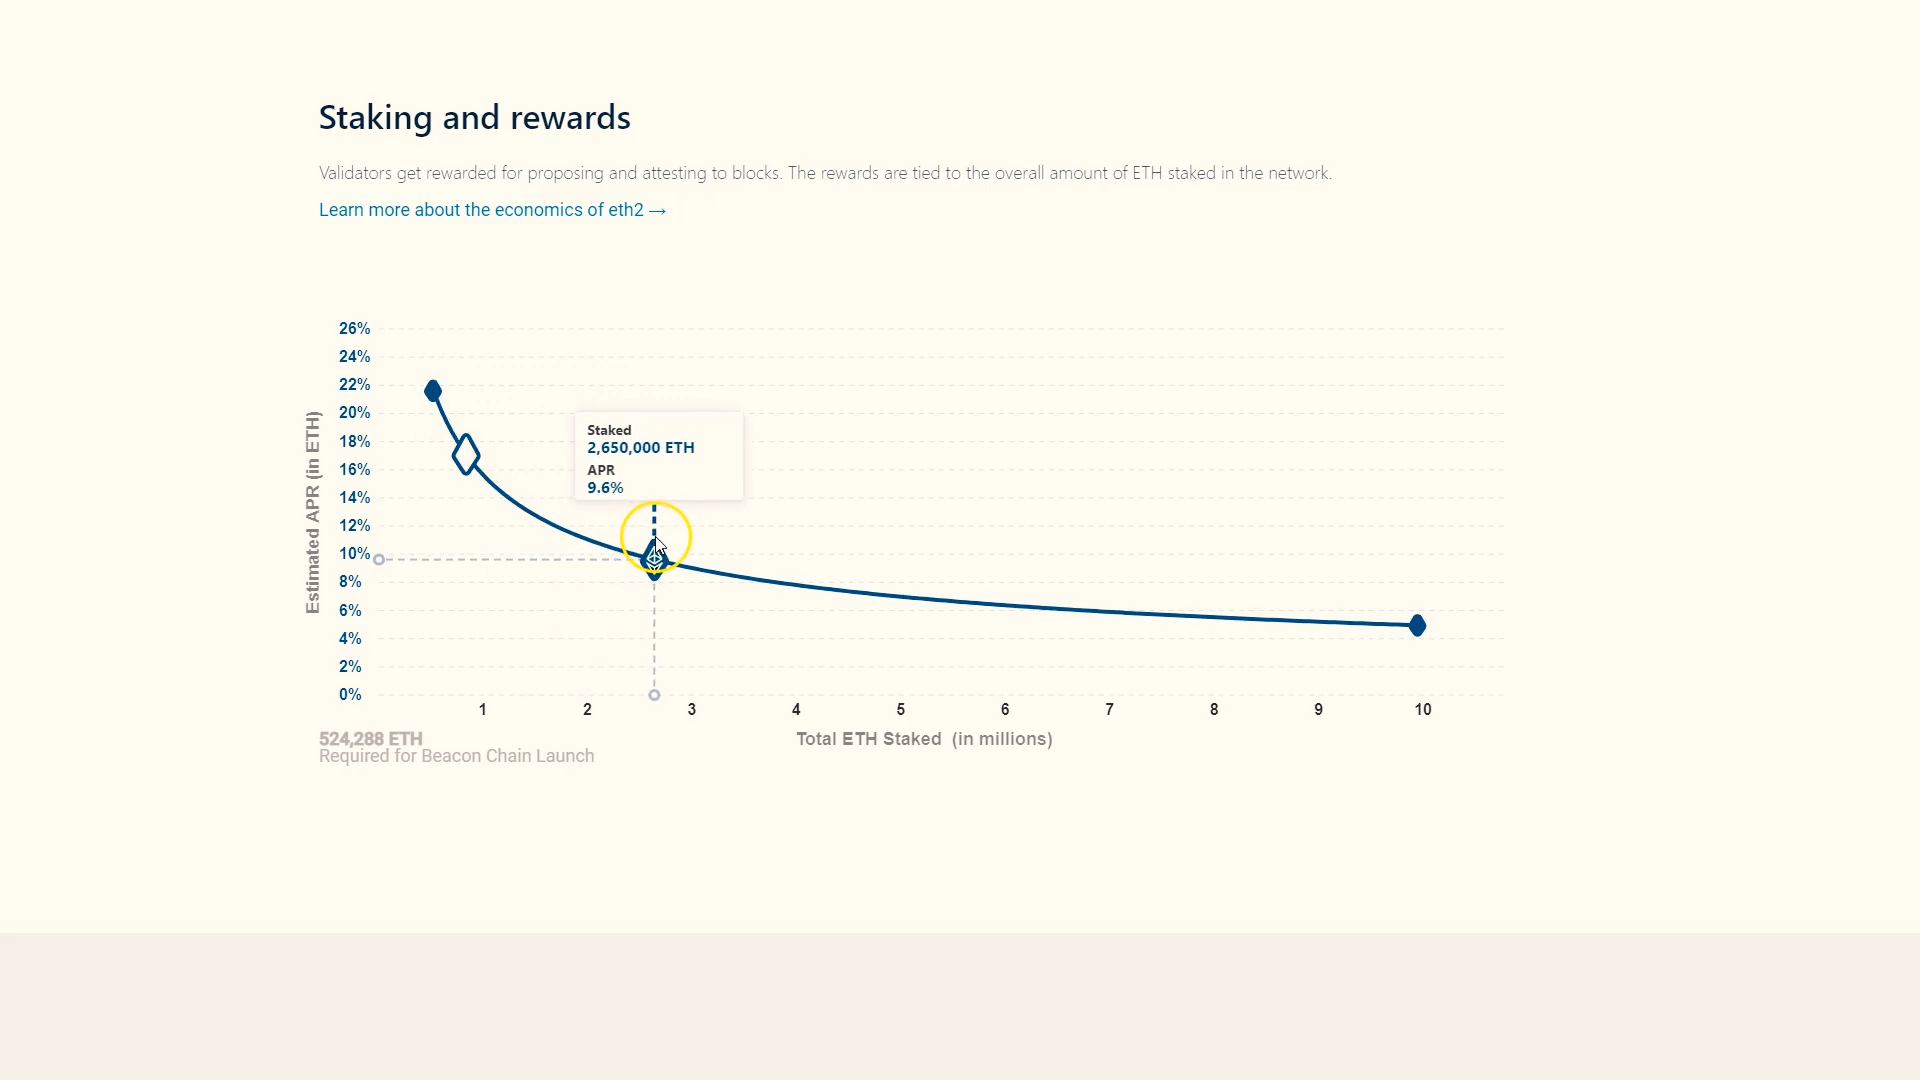 Staking and rewards
Validators get rewarded for proposing and attesting to blocks. The rewards are tied to the overall amount of ETH staked in the network.
Learn more about the economics of eth2 →
26%
24%
22%
20%
18%
16%
14%
12%
10%
8%
6%
4%
2%
0%
Estimated APR (in ETH)
Staked
2,650,000 ETH
APR
9.6%
1 2 3 4 5 6 7 8 9 10
524,288 ETH
Required for Beacon Chain Launch
Total ETH Staked (in millions)